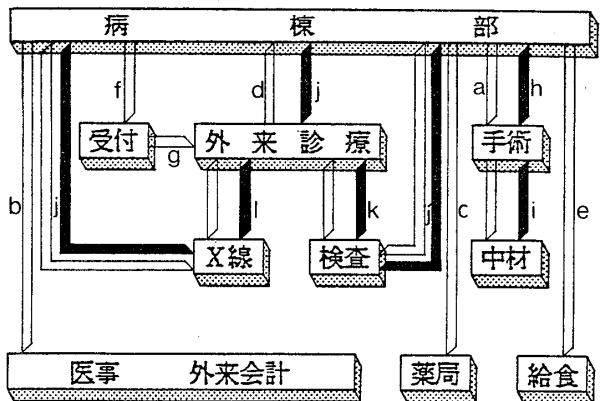 病棟部
f d j a h
受付 外来診療 手術
g
b j l k j c i e
X線 検査 中材
医事 外来会計 薬局 給食